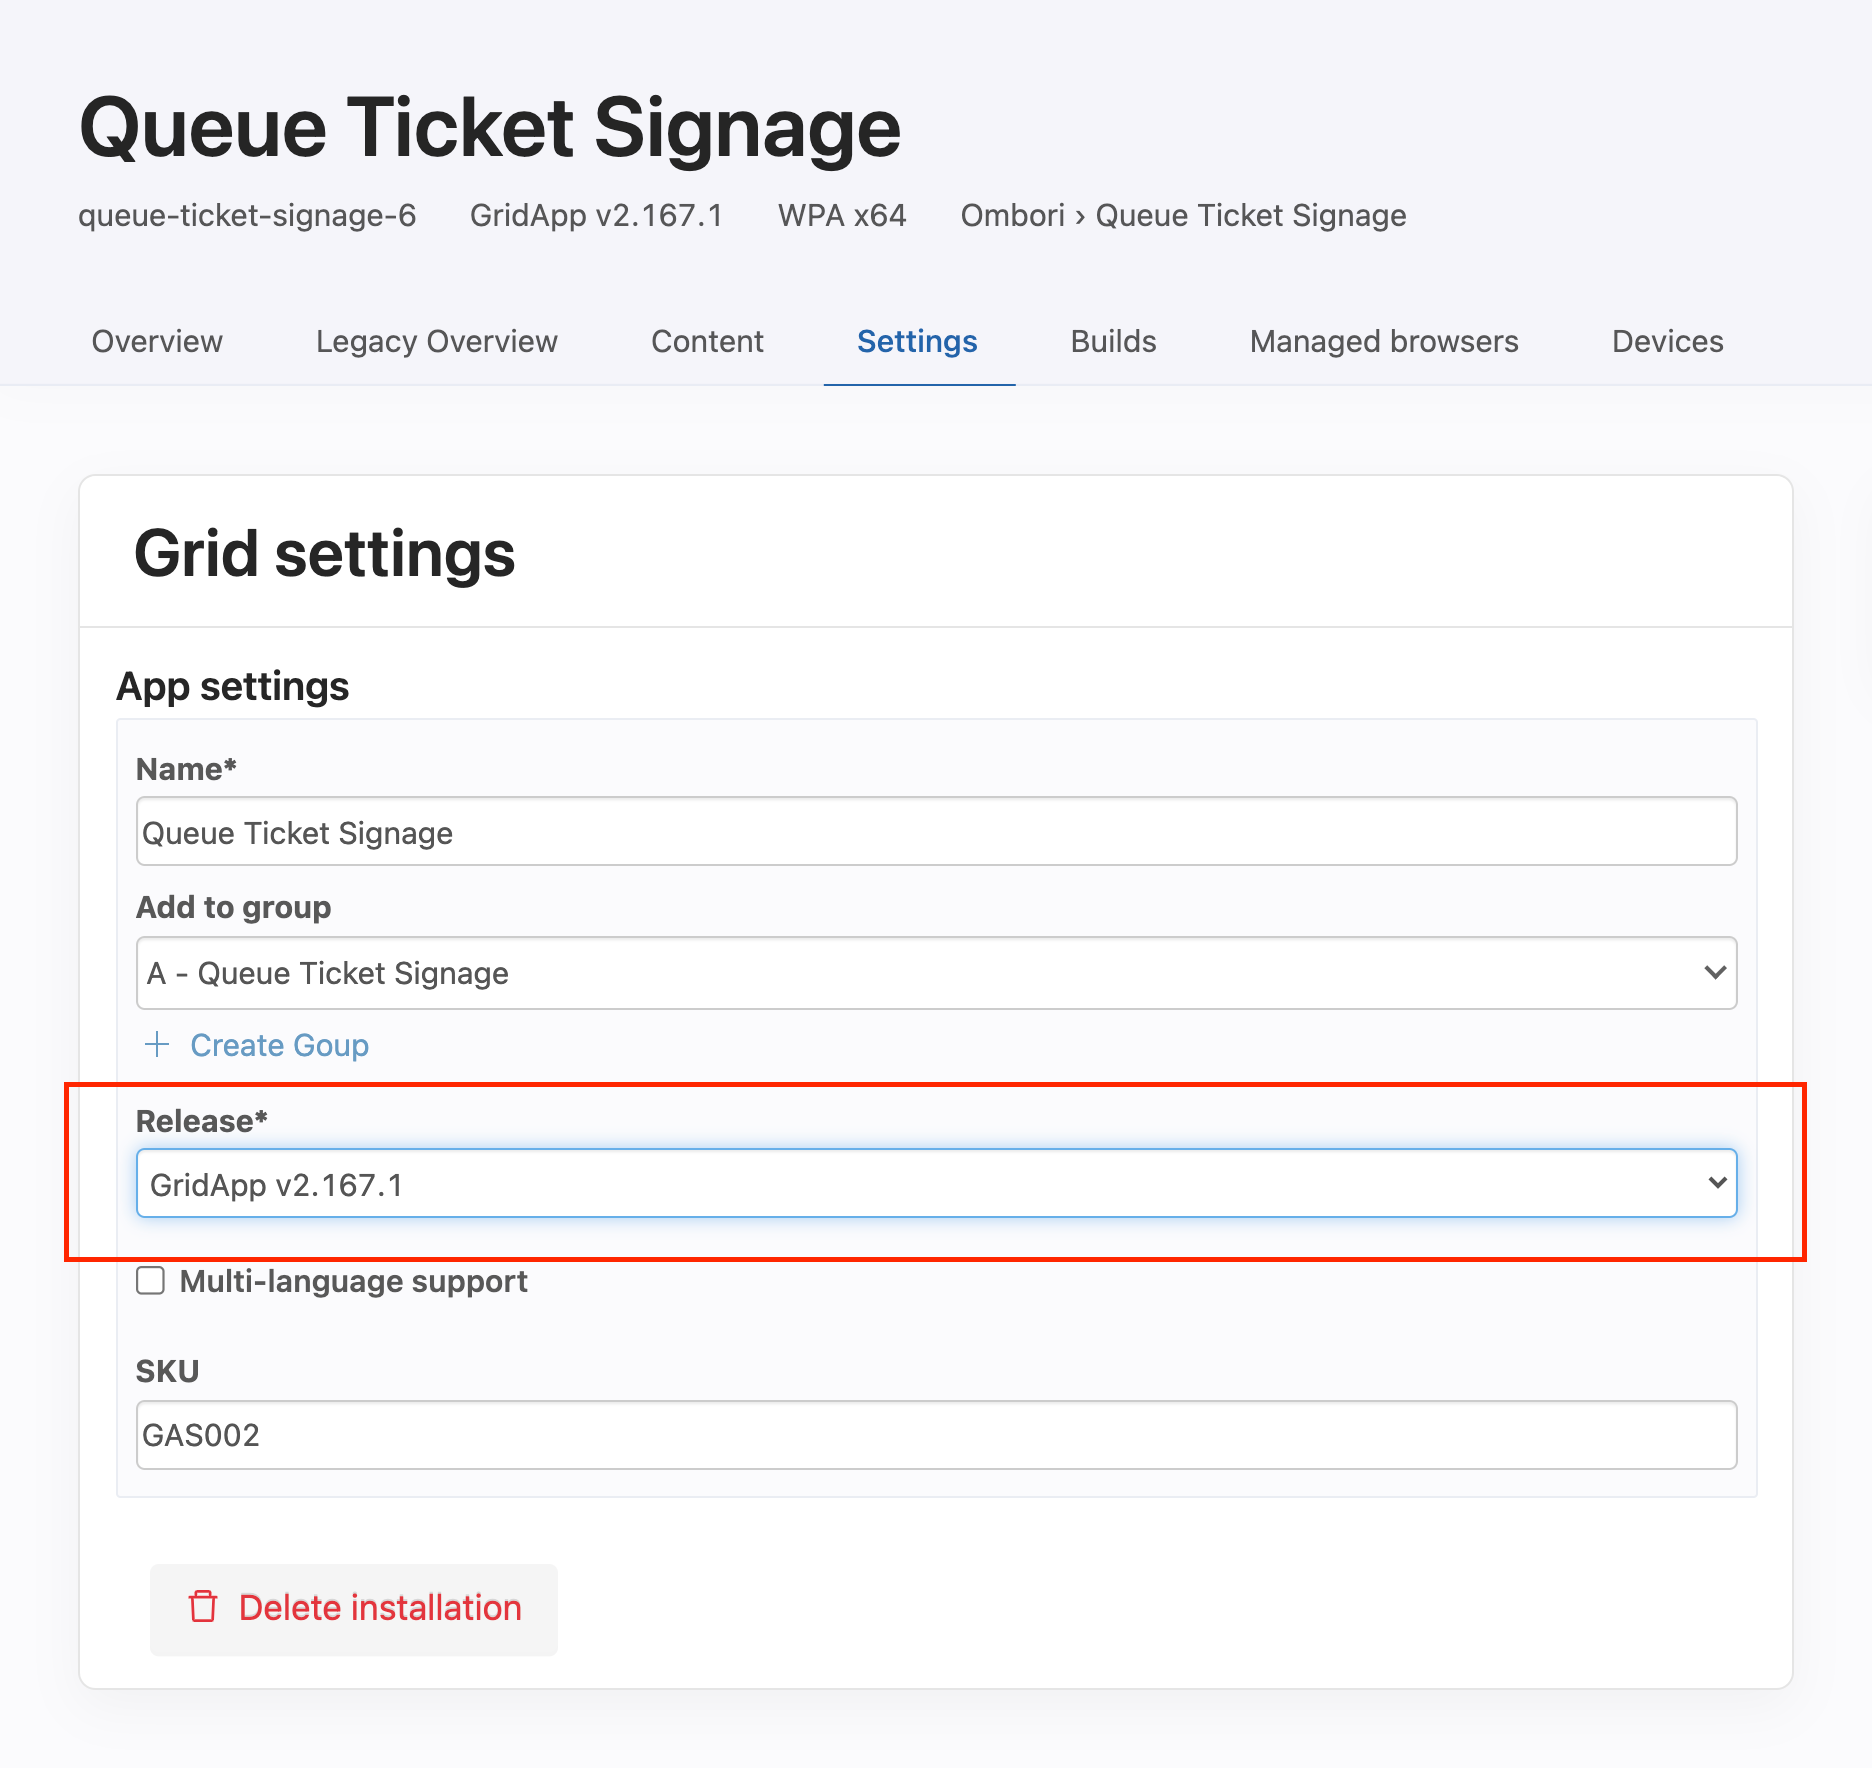 Queue Ticket Signage
queue-ticket-signage-6 GridApp v2.167.1 WPA x64 Ombori › Queue Ticket Signage
Overview Legacy Overview Content Settings Builds Managed browsers Devices
Grid settings
App settings
Name*
Queue Ticket Signage
Add to group
A - Queue Ticket Signage
+ Create Goup
Release*
GridApp v2.167.1
Multi-language support
SKU
GAS002
Delete installation